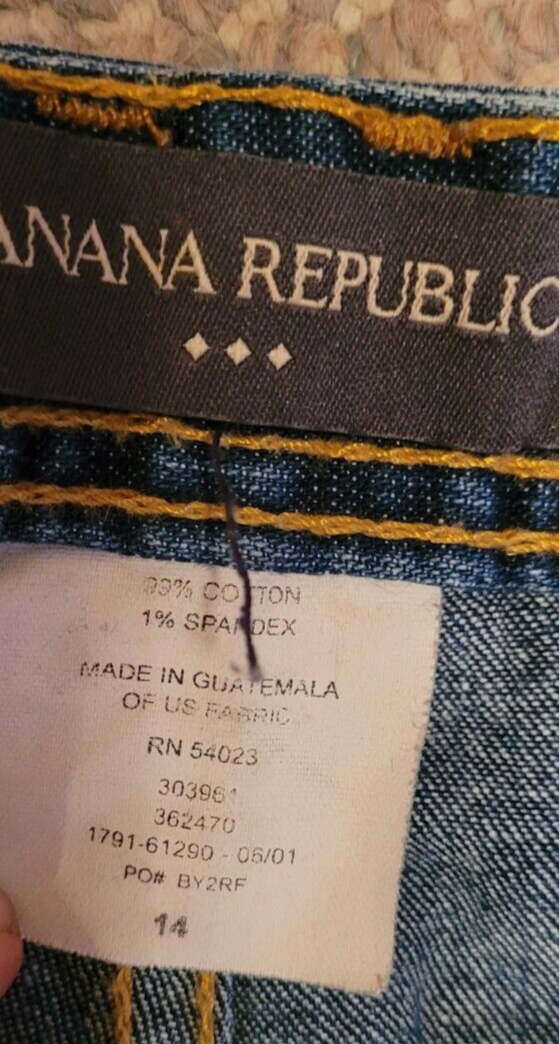 ANANA REPUBLIC
99% COTTON
1% SPANDEX
MADE IN GUATEMALA
OF US FABRIC
RN 54023
303961
362470
1791-61290 - 06/01
PO# BY2RF
14